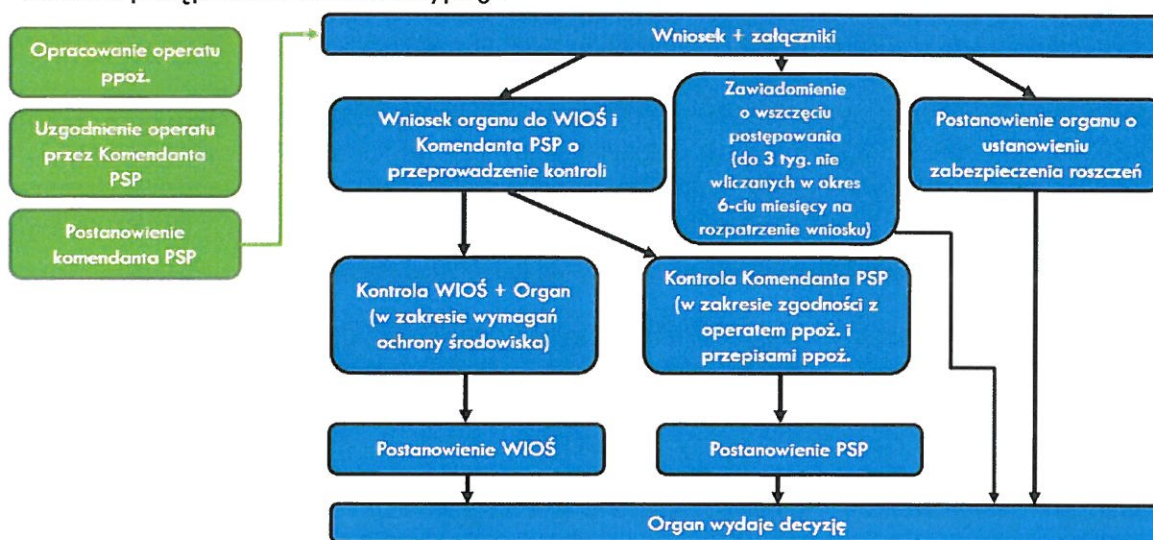 Opracowanie operatu
ppoż.
Uzgodnienie operatu
przez Komendanta
PSP
Postanowienie
komendanta PSP
Wniosek + załączniki
Wniosek organu do WIOŚ i
Komendanta PSP o
przeprowadzenie kontroli
Zawiadomienie
o wszczęciu
postępowania
(do 3 tyg. nie
wliczanych w okres
6-ciu miesięcy na
rozpatrzenie wniosku)
Postanowienie organu o
ustanowieniu
zabezpieczenia roszczeń
Kontrola WIOŚ + Organ
(w zakresie wymagań
ochrony środowiska)
Kontrola Komendanta PSP
(w zakresie zgodności z
operatem ppoż. i
przepisami ppoż.
Postanowienie WIOŚ
Postanowienie PSP
Organ wydaje decyzję